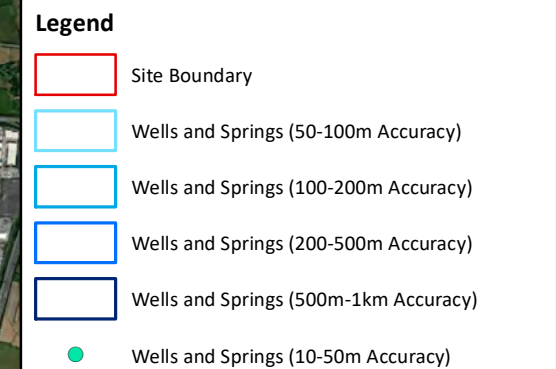 Legend
Site Boundary
Wells and Springs (50-100m Accuracy)
Wells and Springs (100-200m Accuracy)
Wells and Springs (200-500m Accuracy)
Wells and Springs (500m-1km Accuracy)
Wells and Springs (10-50m Accuracy)